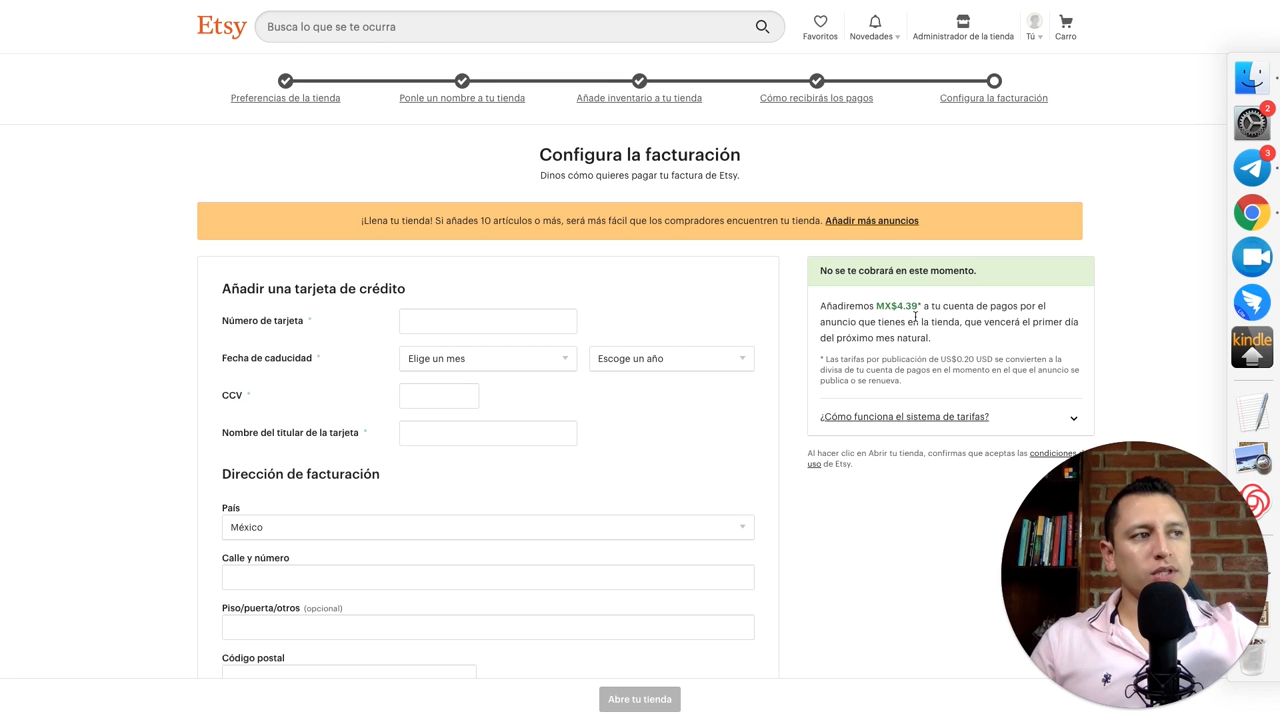 Etsy
Busca lo que se te ocurra
Favoritos
Novedades
Administrador de la tienda
Tú
Carro
Preferencias de la tienda
Ponle un nombre a tu tienda
Añade inventario a tu tienda
Cómo recibirás los pagos
Configura la facturación
Configura la facturación
Dinos cómo quieres pagar tu factura de Etsy.
¡Llena tu tienda! Si añades 10 artículos o más, será más fácil que los compradores encuentren tu tienda. Añadir más anuncios
Añadir una tarjeta de crédito
Número de tarjeta *
Fecha de caducidad *
Elige un mes
Escoge un año
CCV *
Nombre del titular de la tarjeta *
Dirección de facturación
País
México
Calle y número
Piso/puerta/otros (opcional)
Código postal
Abre tu tienda
No se te cobrará en este momento.
Añadiremos MX$4.39* a tu cuenta de pagos por el
anuncio que tienes en la tienda, que vencerá el primer día
del próximo mes natural.
* Las tarifas por publicación de US$0.20 USD se convierten a la
divisa de tu cuenta de pagos en el momento en el que el anuncio se
publica o se renueva.
¿Cómo funciona el sistema de tarifas?
Al hacer clic en Abrir tu tienda, confirmas que aceptas las condiciones
uso de Etsy.
2
3
kindle